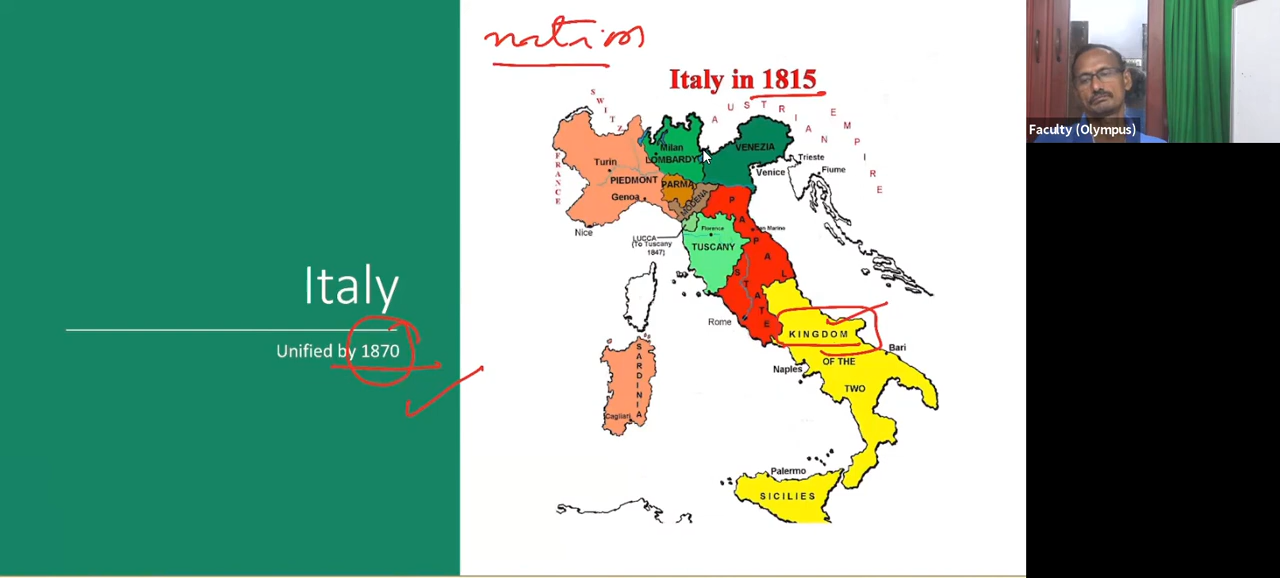 nation
Italy in 1815
SWITZ
AUSTRIAN EMPIRE
FRANCE
Milan
LOMBARDY
VENEZIA
Turin
Trieste
Venice
Fiume
PIEDMONT
PARMA
Genoa
MODENA
PAPAL
STATE
Nice
Florence
San Marino
LUCCA
(To Tuscany
1847)
TUSCANY
Italy
Unified by 1870
Rome
KINGDOM
Bari
OF THE
Naples
TWO
SARDINIA
Cagliari
Palermo
SICILIES
Faculty (Olympus)